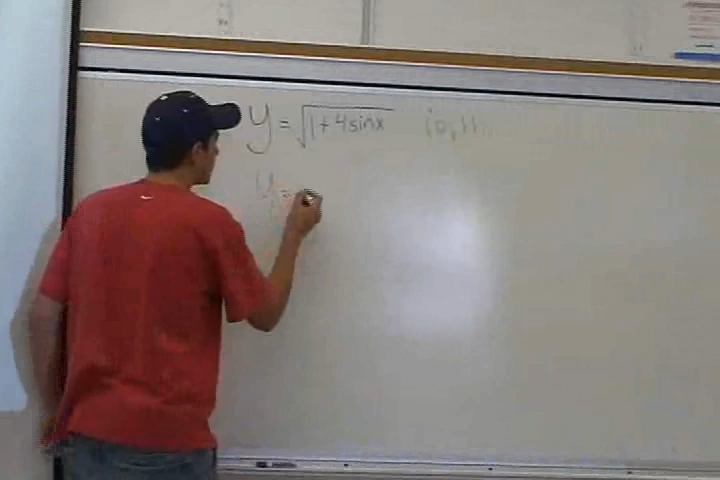 y = √1 + 4sinx (0,1)
y =